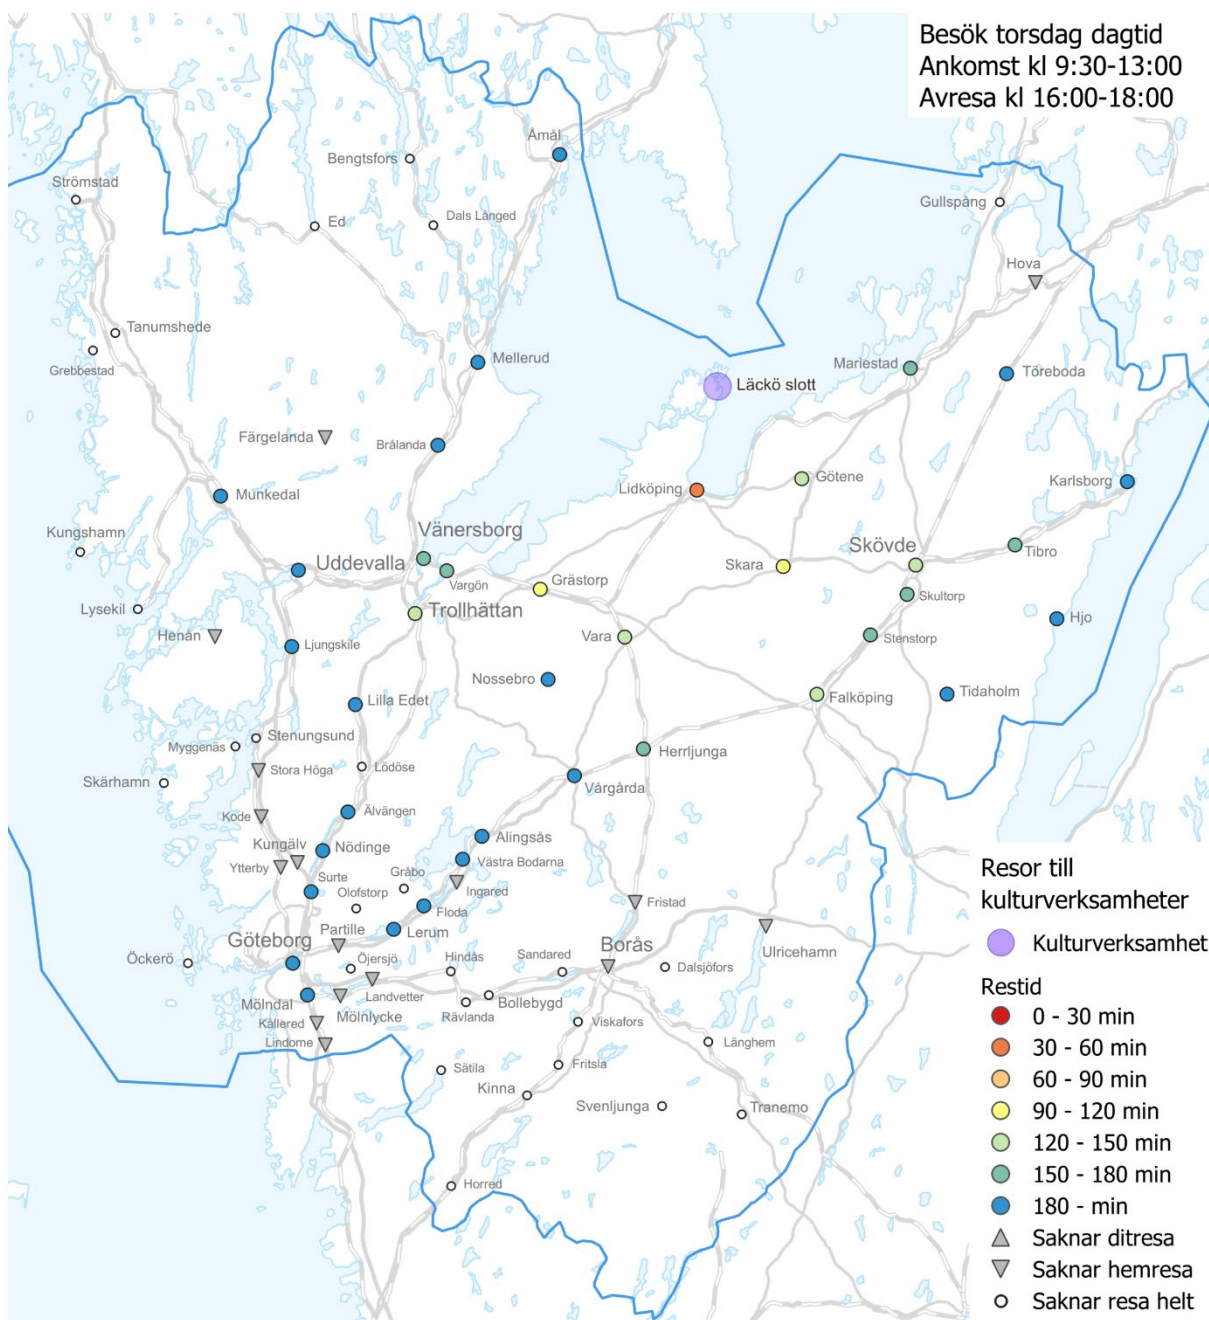 Besök torsdag dagtid
Ankomst kl 9:30-13:00
Avresa kl 16:00-18:00
Åmål
Bengtsfors
Strömstad
Gullspång
Ed
Dals Långed
Hova
Tanumshede
Grebbestad
Mellerud
Mariestad
Töreboda
Läckö slott
Färgelanda
Brålanda
Munkedal
Lidköping
Götene
Karlsborg
Kungshamn
Vänersborg
Uddevalla
Vargön
Grästorp
Skara
Skövde
Tibro
Lysekil
Trollhättan
Skultorp
Henån
Ljungskile
Vara
Stenstorp
Hjo
Nossebro
Lilla Edet
Falköping
Tidaholm
Stenungsund
Myggenäs
Herrljunga
Stora Höga
Lödöse
Skärhamn
Vårgårda
Kode
Älvängen
Kungälv
Nödinge
Alingsås
Ytterby
Västra Bodarna
Surte
Gråbo
Ingared
Olofstorp
Floda
Fristad
Partille
Lerum
Göteborg
Borås
Ulricehamn
Öckerö
Öjersjö
Hindås
Sandared
Dalsjöfors
Mölndal
Landvetter
Bollebygd
Mölnlycke
Rävlanda
Kållered
Viskafors
Lindome
Länghem
Sätila
Fritsla
Kinna
Svenljunga
Tranemo
Horred
Resor till
kulturverksamheter
Kulturverksamhet
Restid
0 - 30 min
30 - 60 min
60 - 90 min
90 - 120 min
120 - 150 min
150 - 180 min
180 - min
Saknar ditresa
Saknar hemresa
Saknar resa helt